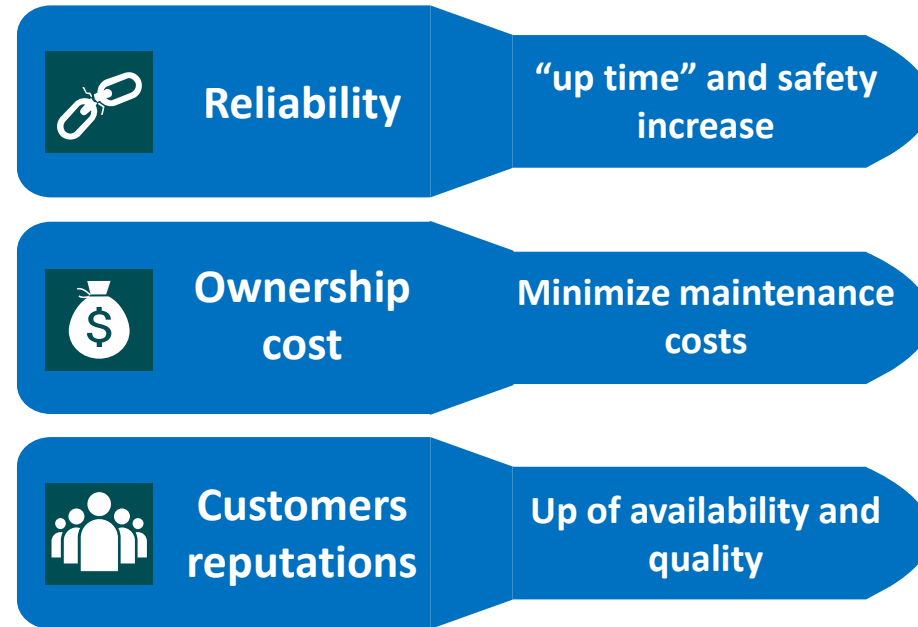 Reliability
“up time” and safety
increase
Ownership
cost
Minimize maintenance
costs
Customers
reputations
Up of availability and
quality